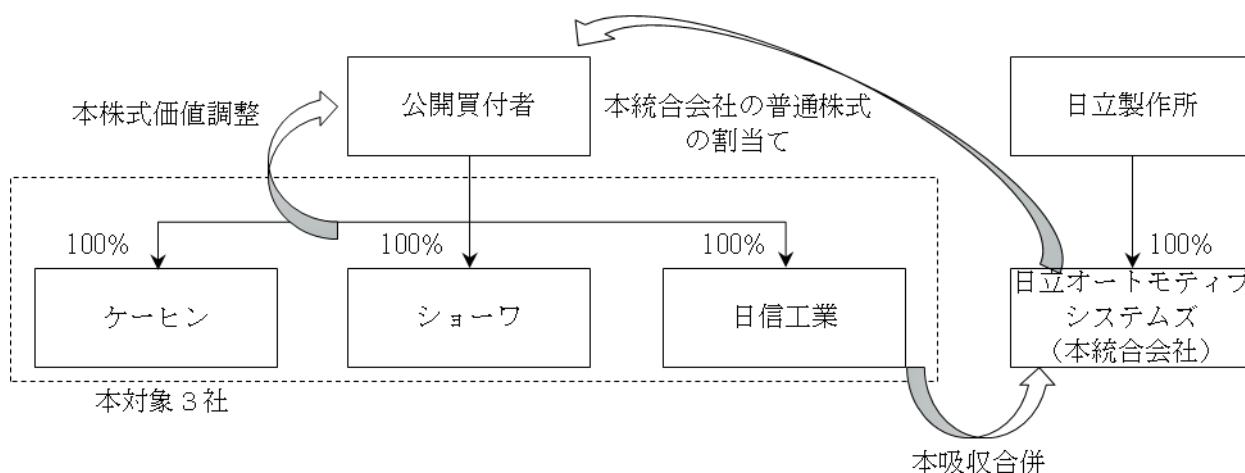 本株式価値調整
公開買付者
本統合会社の普通株式
の割当て
日立製作所
100%
100%
100%
100%
ケーヒン
ショーワ
日信工業
日立オートモティブ
システムズ
（本統合会社）
本対象３社
本吸収合併